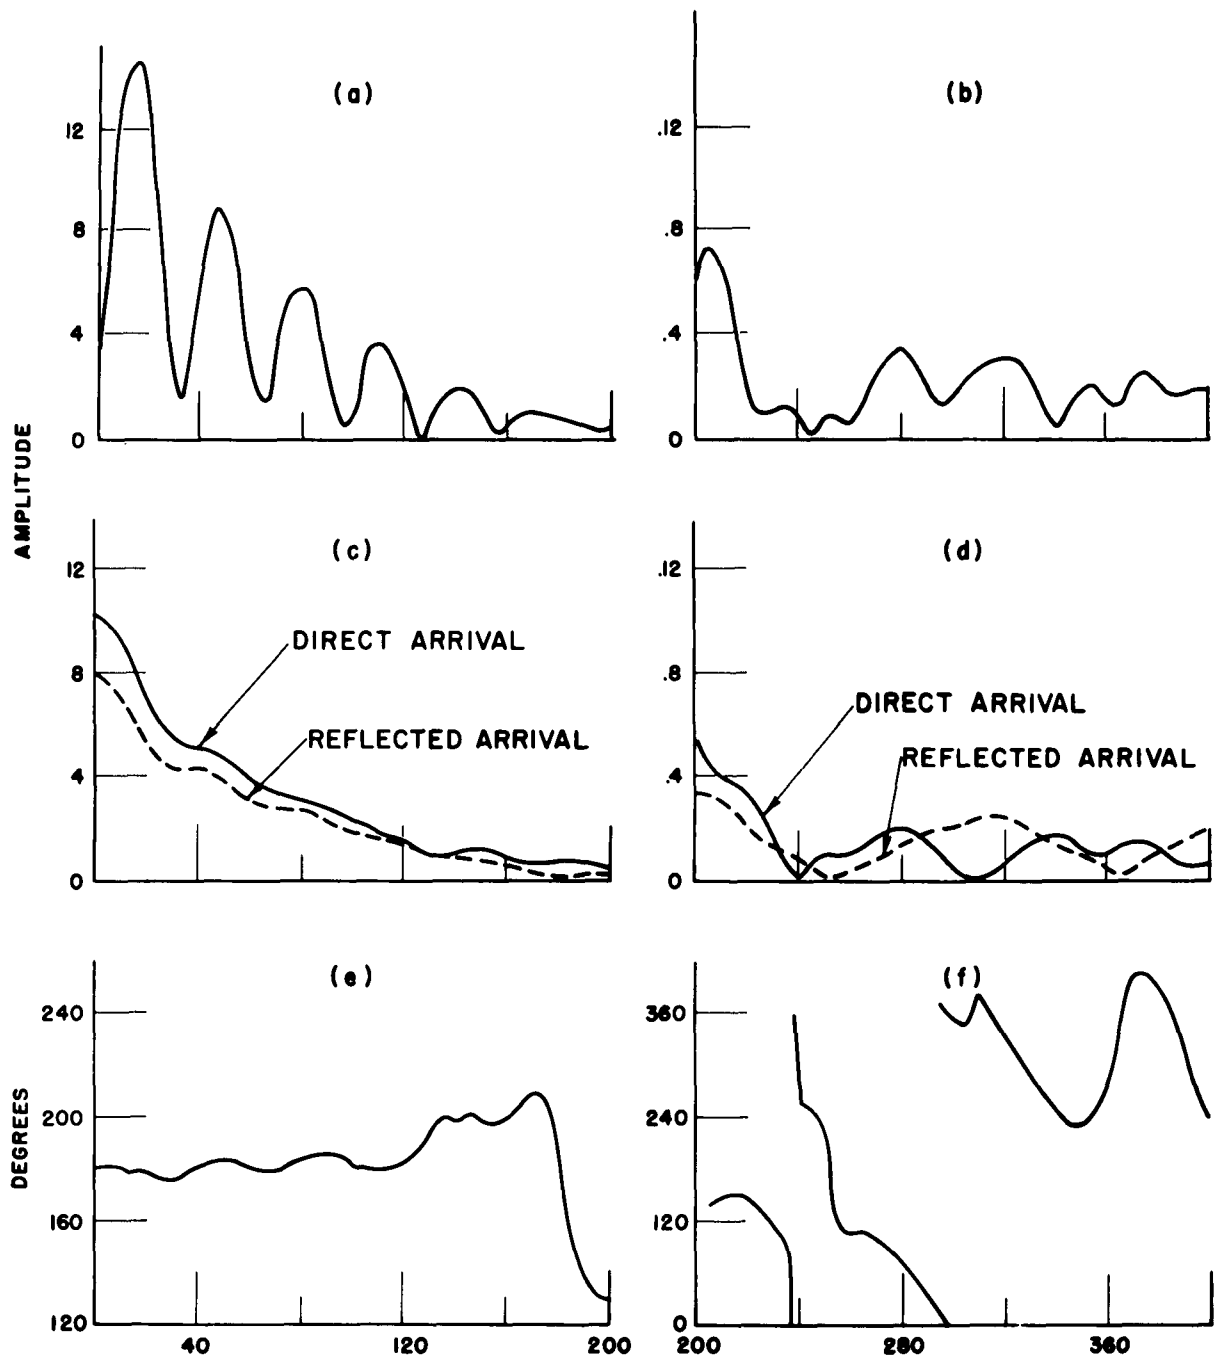 (a)
12
8
4
0
(b)
.12
.8
.4
0
AMPLITUDE
(c)
12
8
4
0
DIRECT ARRIVAL
REFLECTED ARRIVAL
(d)
.12
.8
.4
0
DIRECT ARRIVAL
REFLECTED ARRIVAL
DEGREES
(e)
240
200
160
120
40
120
200
(f)
360
240
120
0
200
280
360